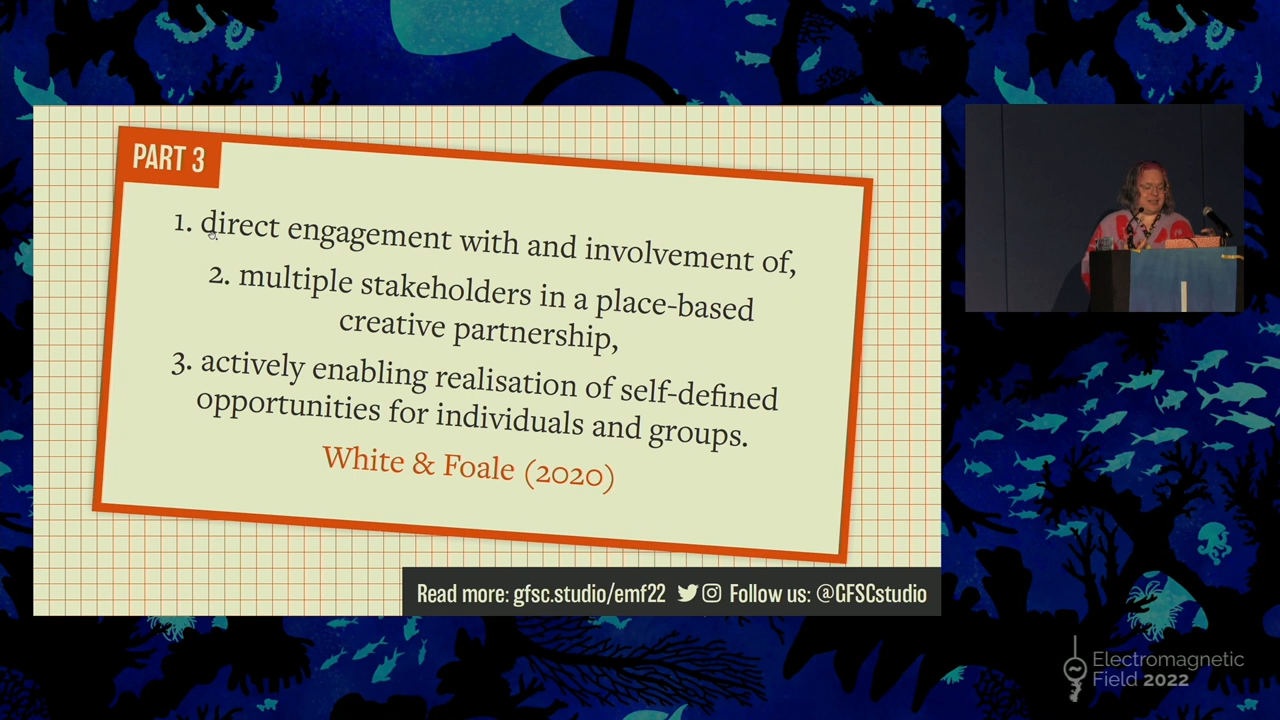 PART 3
1. direct engagement with and involvement of,
2. multiple stakeholders in a place-based
creative partnership,
3. actively enabling realisation of self-defined
opportunities for individuals and groups.
White & Foale (2020)
Read more: gfsc.studio/emf22 Follow us: @GFSCstudio
Electromagnetic
Field 2022